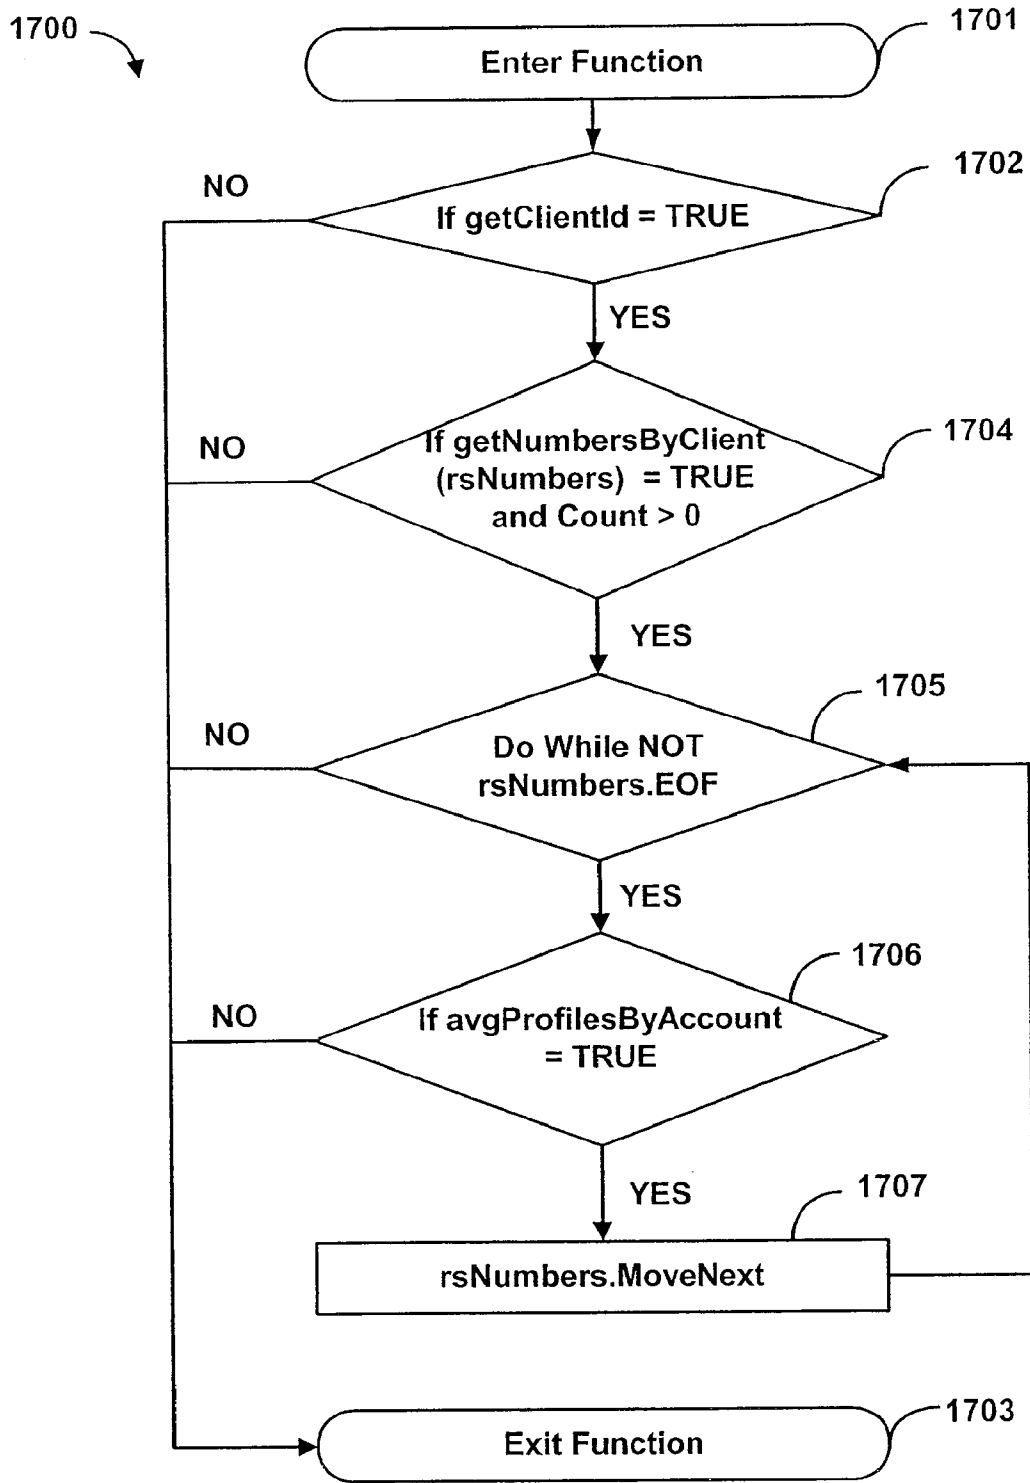 1700
1701
Enter Function
1702
NO
If getClientId = TRUE
YES
1704
NO
If getNumbersByClient
(rsNumbers) = TRUE
and Count > 0
YES
1705
NO
Do While NOT
rsNumbers.EOF
YES
1706
NO
If avgProfilesByAccount
= TRUE
YES
1707
rsNumbers.MoveNext
1703
Exit Function